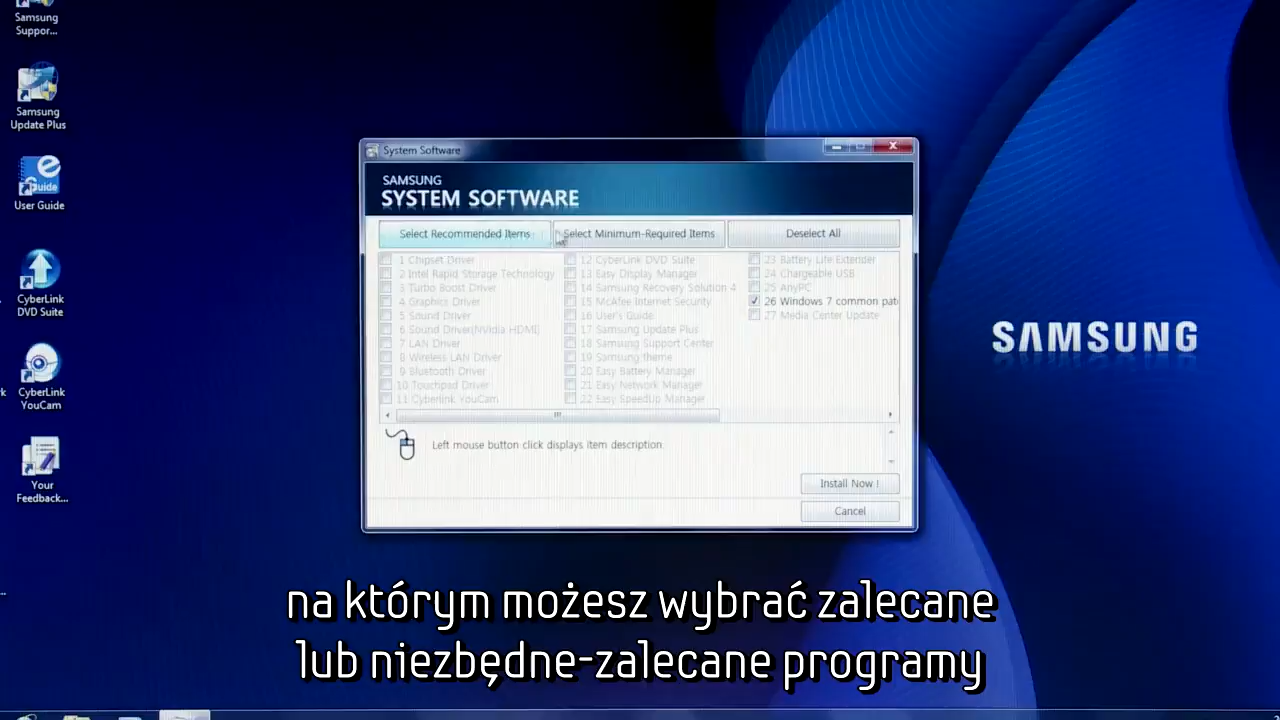 Samsung
Suppor...
Samsung
Update Plus
User Guide
CyberLink
DVD Suite
CyberLink
YouCam
Your
Feedback...
System Software
SAMSUNG
SYSTEM SOFTWARE
Select Recommended Items
Select Minimum-Required Items
Deselect All
1 Chipset Driver
2 Intel Rapid Storage Technology
3 Turbo Boost Driver
4 Graphics Driver
5 Sound Driver
6 Sound Driver(NVidia HDMI)
7 LAN Driver
8 Wireless LAN Driver
9 Bluetooth Driver
10 Touchpad Driver
11 Cyberlink YouCam
12 CyberLink DVD Suite
13 Easy Display Manager
14 Samsung Recovery Solution 4
15 McAfee Internet Security
16 User's Guide
17 Samsung Update Plus
18 Samsung Support Center
19 Samsung theme
20 Easy Battery Manager
21 Easy Network Manager
22 Easy SpeedUp Manager
23 Battery Life Extender
24 Chargeable USB
25 AnyPC
26 Windows 7 common pat
27 Media Center Update
Left mouse button click displays item description.
Install Now !
Cancel
SAMSUNG
na którym możesz wybrać zalecane
lub niezbędne-zalecane programy